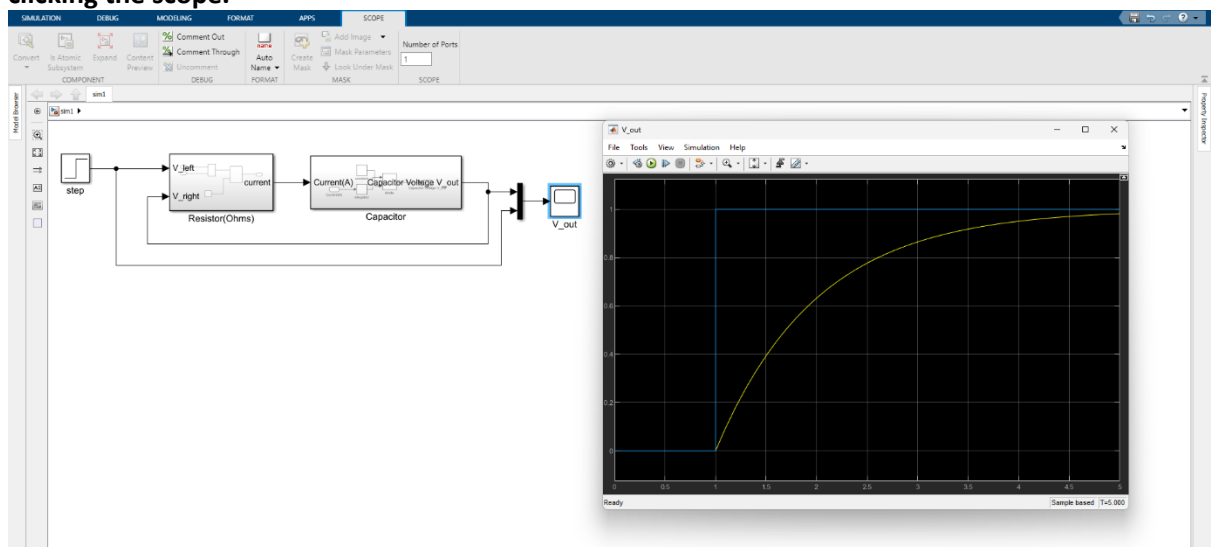 clicking the scope.
SIMULATION DEBUG MODELING FORMAT APPS SCOPE
Convert
Is Atomic
Subsystem
Expand
Content
Preview
COMPONENT
Comment Out
Comment Through
Uncomment
DEBUG
name
Auto
Name
FORMAT
Create
Mask
Add Image
Mask Parameters
Look Under Mask
MASK
Number of Ports
1
SCOPE
sim1
sim1
Model Browser
Property Inspector
step
V_left
V_right
current
Resistor(Ohms)
Current(A)
Capacitor Voltage V_out
Capacitor
V_out
V_out
File Tools View Simulation Help
1
0.8
0.6
0.4
0.2
0
0 0.5 1 1.5 2 2.5 3 3.5 4 4.5 5
Ready
Sample based T=5.000